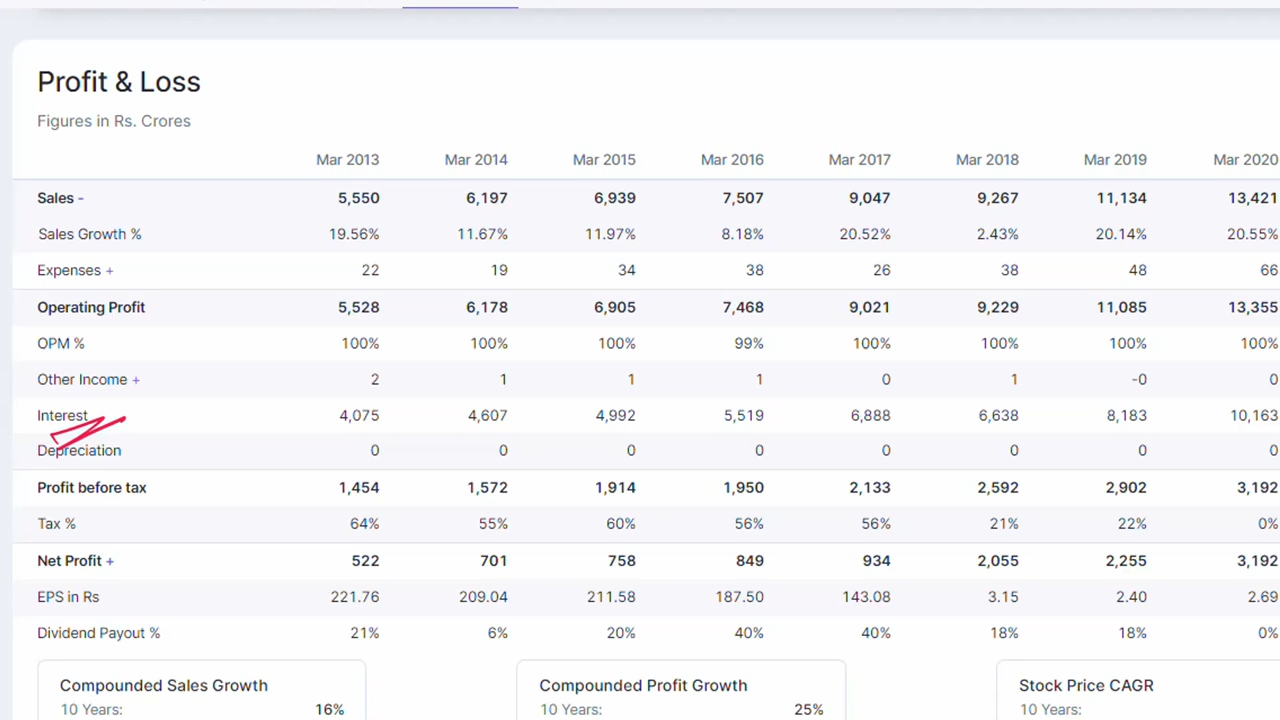 Profit & Loss
Figures in Rs. Crores
Mar 2013 Mar 2014 Mar 2015 Mar 2016 Mar 2017 Mar 2018 Mar 2019 Mar 2020
Sales - 5,550 6,197 6,939 7,507 9,047 9,267 11,134 13,421
Sales Growth % 19.56% 11.67% 11.97% 8.18% 20.52% 2.43% 20.14% 20.55%
Expenses + 22 19 34 38 26 38 48 66
Operating Profit 5,528 6,178 6,905 7,468 9,021 9,229 11,085 13,355
OPM % 100% 100% 100% 99% 100% 100% 100% 100%
Other Income + 2 1 1 1 0 1 -0 0
Interest 4,075 4,607 4,992 5,519 6,888 6,638 8,183 10,163
Depreciation 0 0 0 0 0 0 0 0
Profit before tax 1,454 1,572 1,914 1,950 2,133 2,592 2,902 3,192
Tax % 64% 55% 60% 56% 56% 21% 22% 0%
Net Profit + 522 701 758 849 934 2,055 2,255 3,192
EPS in Rs 221.76 209.04 211.58 187.50 143.08 3.15 2.40 2.69
Dividend Payout % 21% 6% 20% 40% 40% 18% 18% 0%
Compounded Sales Growth Compounded Profit Growth Stock Price CAGR
10 Years: 16% 10 Years: 25% 10 Years: